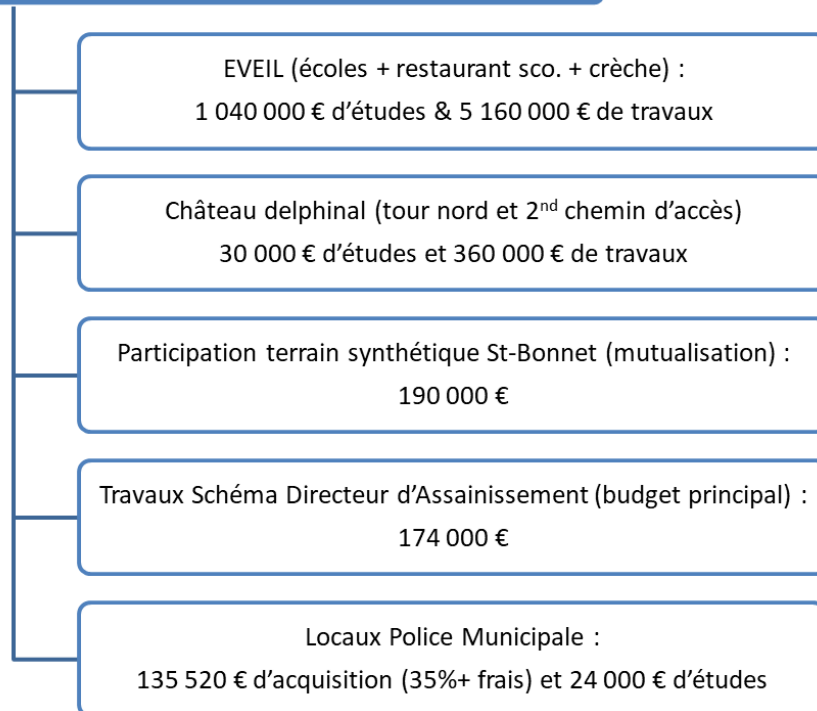 EVEIL (écoles + restaurant sco. + crèche) :
1 040 000 € d’études & 5 160 000 € de travaux
Château delphinal (tour nord et 2nd chemin d’accès)
30 000 € d’études et 360 000 € de travaux
Participation terrain synthétique St-Bonnet (mutualisation) :
190 000 €
Travaux Schéma Directeur d’Assainissement (budget principal) :
174 000 €
Locaux Police Municipale :
135 520 € d’acquisition (35%+ frais) et 24 000 € d’études